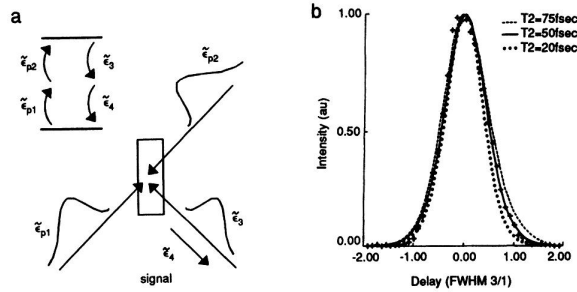 a
ε̃p2
ε̃3
ε̃p1
ε̃4
ε̃p2
ε̃p1
ε̃3
ε̃4
signal
b
T2=75fsec
T2=50fsec
T2=20fsec
1.00
0.50
0.00
Intensity (au)
-2.00 -1.00 0.00 1.00 2.00
Delay (FWHM 3/1)